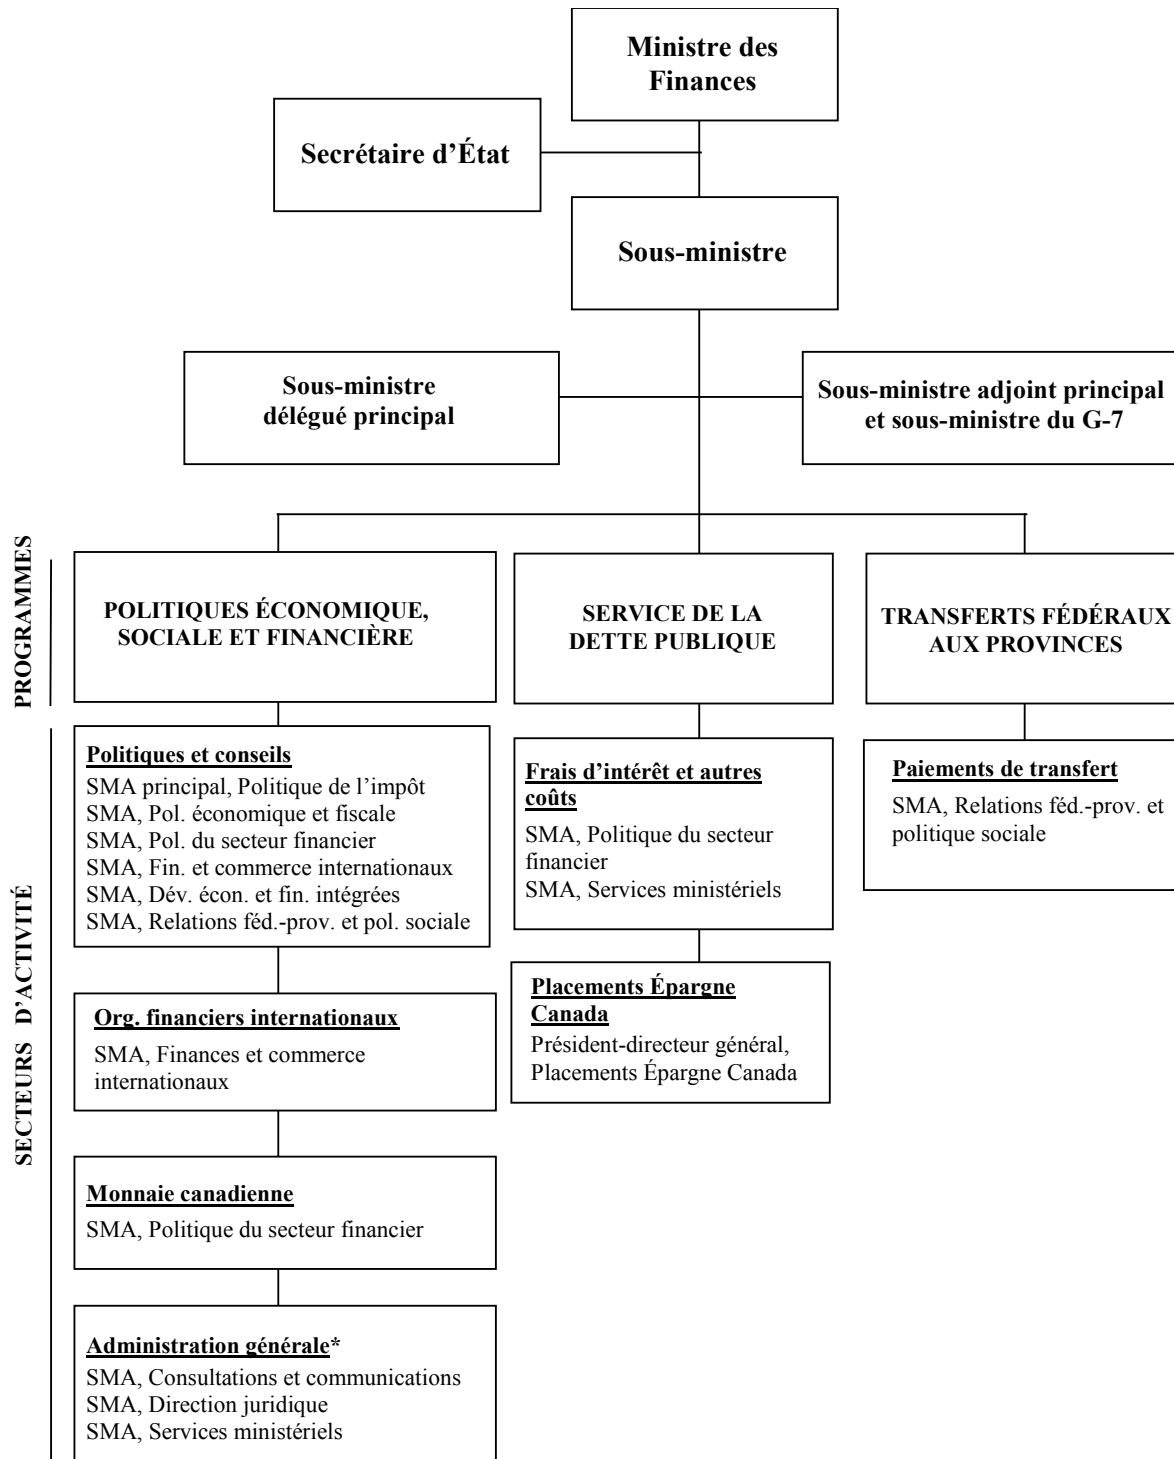 Ministre des
Finances
Secrétaire d’État
Sous-ministre
Sous-ministre
délégué principal
Sous-ministre adjoint principal
et sous-ministre du G-7
PROGRAMMES
POLITIQUES ÉCONOMIQUE,
SOCIALE ET FINANCIÈRE
SERVICE DE LA
DETTE PUBLIQUE
TRANSFERTS FÉDÉRAUX
AUX PROVINCES
SECTEURS D’ACTIVITÉ
Politiques et conseils
SMA principal, Politique de l’impôt
SMA, Pol. économique et fiscale
SMA, Pol. du secteur financier
SMA, Fin. et commerce internationaux
SMA, Dév. écon. et fin. intégrées
SMA, Relations féd.-prov. et pol. sociale
Org. financiers internationaux
SMA, Finances et commerce
internationaux
Monnaie canadienne
SMA, Politique du secteur financier
Administration générale*
SMA, Consultations et communications
SMA, Direction juridique
SMA, Services ministériels
Frais d’intérêt et autres
coûts
SMA, Politique du secteur
financier
SMA, Services ministériels
Placements Épargne
Canada
Président-directeur général,
Placements Épargne Canada
Paiements de transfert
SMA, Relations féd.-prov. et
politique sociale